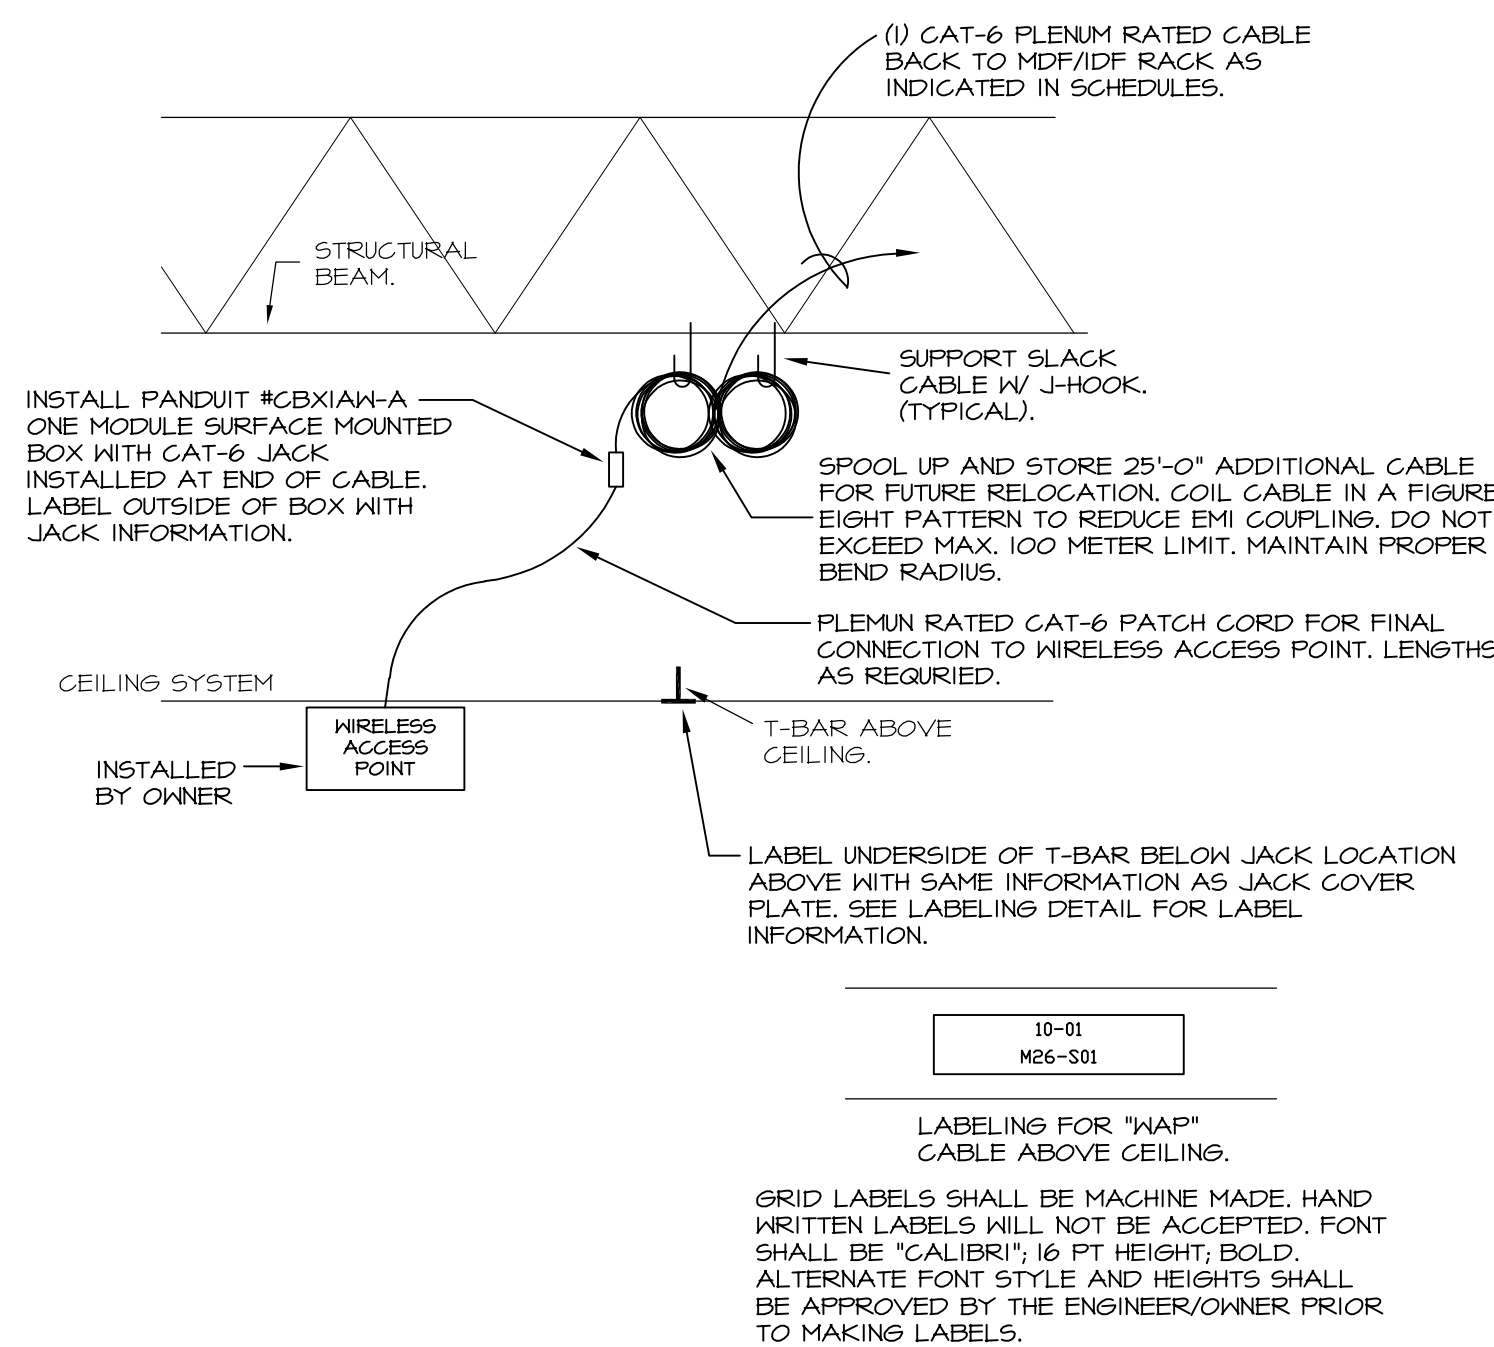 (1) CAT-6 PLENUM RATED CABLE
BACK TO MDF/IDF RACK AS
INDICATED IN SCHEDULES.
STRUCTURAL
BEAM.
SUPPORT SLACK
CABLE W/ J-HOOK.
(TYPICAL).
INSTALL PANDUIT #CBX1AW-A
ONE MODULE SURFACE MOUNTED
BOX WITH CAT-6 JACK
INSTALLED AT END OF CABLE.
LABEL OUTSIDE OF BOX WITH
JACK INFORMATION.
SPOOL UP AND STORE 25'-0" ADDITIONAL CABLE
FOR FUTURE RELOCATION. COIL CABLE IN A FIGURE
EIGHT PATTERN TO REDUCE EMI COUPLING. DO NOT
EXCEED MAX. 100 METER LIMIT. MAINTAIN PROPER
BEND RADIUS.
PLEMUN RATED CAT-6 PATCH CORD FOR FINAL
CONNECTION TO WIRELESS ACCESS POINT. LENGTHS
AS REQURIED.
CEILING SYSTEM
WIRELESS
ACCESS
POINT
INSTALLED
BY OWNER
T-BAR ABOVE
CEILING.
LABEL UNDERSIDE OF T-BAR BELOW JACK LOCATION
ABOVE WITH SAME INFORMATION AS JACK COVER
PLATE. SEE LABELING DETAIL FOR LABEL
INFORMATION.
10-01
M26-S01
LABELING FOR "WAP"
CABLE ABOVE CEILING.
GRID LABELS SHALL BE MACHINE MADE. HAND
WRITTEN LABELS WILL NOT BE ACCEPTED. FONT
SHALL BE "CALIBRI"; 16 PT HEIGHT; BOLD.
ALTERNATE FONT STYLE AND HEIGHTS SHALL
BE APPROVED BY THE ENGINEER/OWNER PRIOR
TO MAKING LABELS.